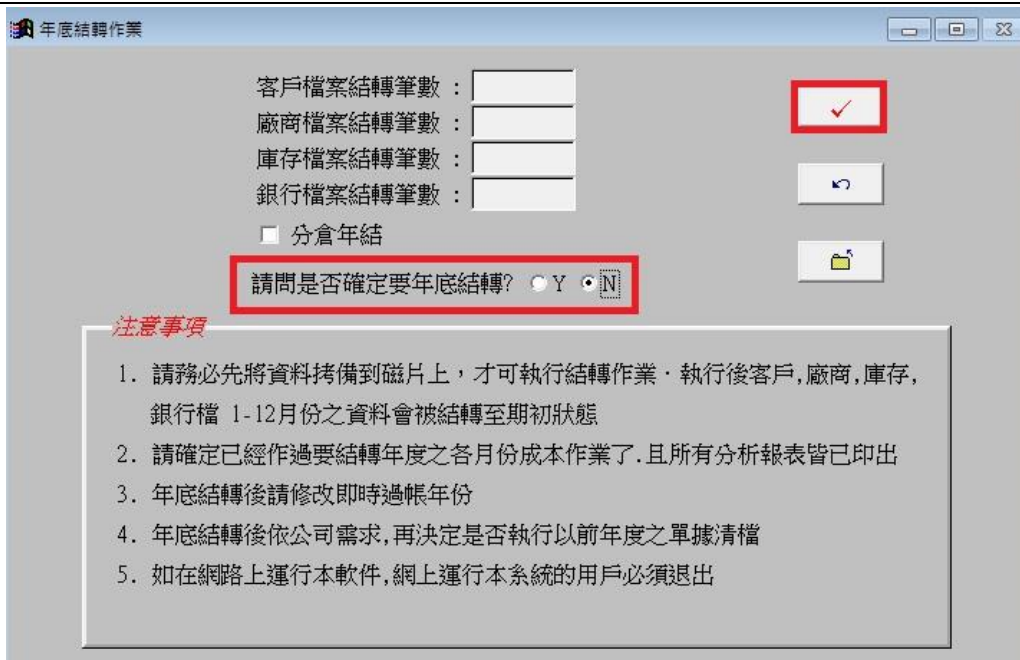 年底結轉作業
客戶檔案結轉筆數 :
廠商檔案結轉筆數 :
庫存檔案結轉筆數 :
銀行檔案結轉筆數 :
分倉年結
請問是否確定要年底結轉? Y N
注意事項
1. 請務必先將資料拷備到磁片上，才可執行結轉作業．執行後客戶,廠商,庫存,
銀行檔 1-12月份之資料會被結轉至期初狀態
2. 請確定已經作過要結轉年度之各月份成本作業了.且所有分析報表皆已印出
3. 年底結轉後請修改即時過帳年份
4. 年底結轉後依公司需求,再決定是否執行以前年度之單據清檔
5. 如在網路上運行本軟件,網上運行本系統的用戶必須退出